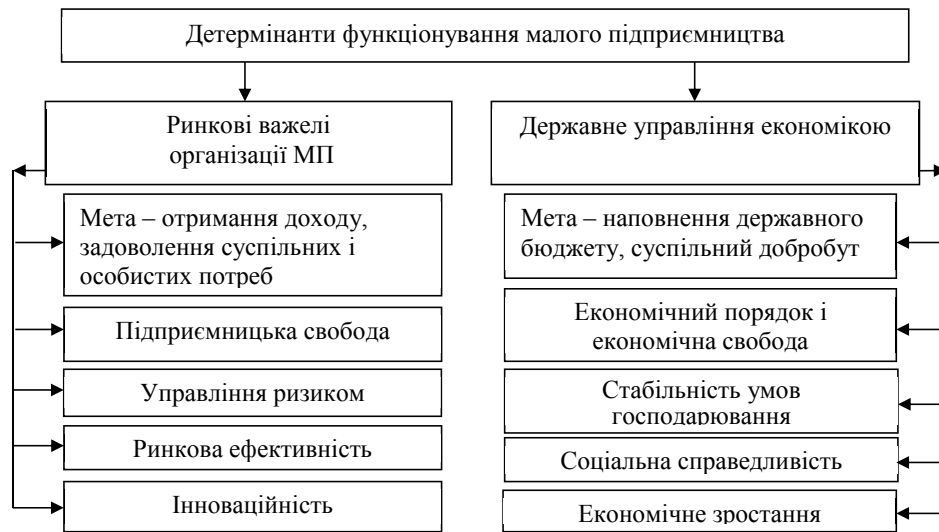 Детермінанти функціонування малого підприємництва
Ринкові важелі
організації МП
Державне управління економікою
Мета – отримання доходу,
задоволення суспільних і
особистих потреб
Мета – наповнення державного
бюджету, суспільний добробут
Підприємницька свобода
Економічний порядок і
економічна свобода
Управління ризиком
Стабільність умов
господарювання
Ринкова ефективність
Соціальна справедливість
Інноваційність
Економічне зростання